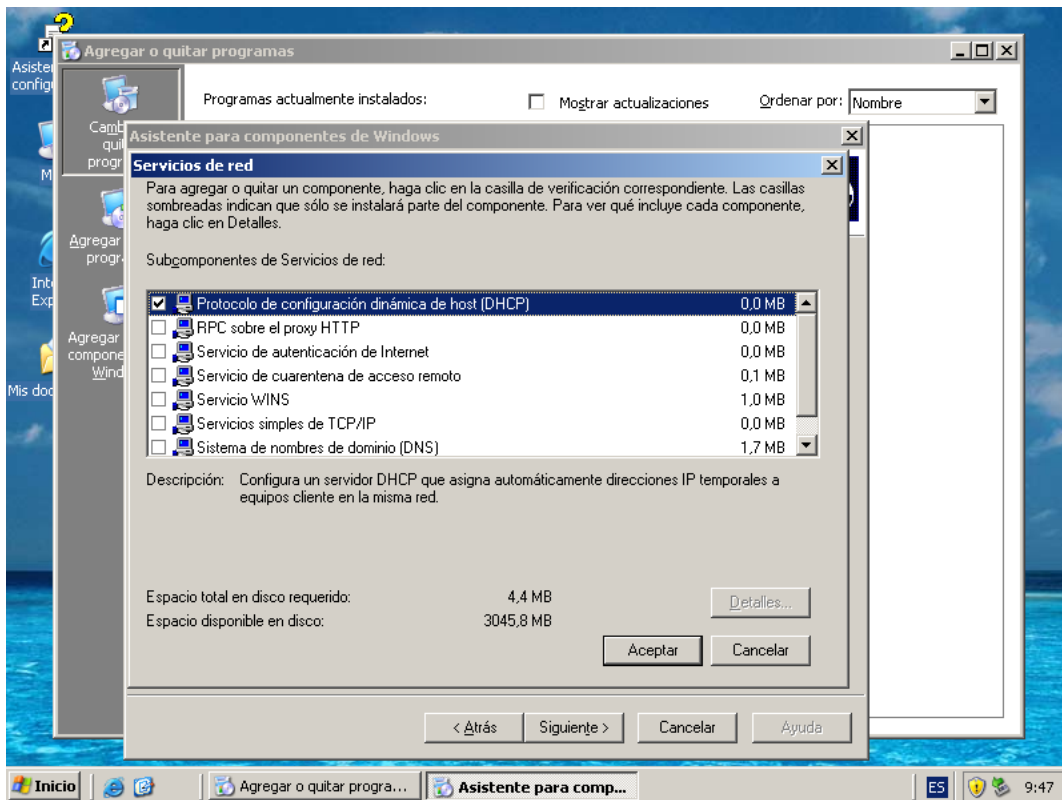 Agregar o quitar programas
Programas actualmente instalados:
Mostrar actualizaciones
Ordenar por:
Nombre
Asistente para componentes de Windows
Servicios de red
Para agregar o quitar un componente, haga clic en la casilla de verificación correspondiente. Las casillas
sombreadas indican que sólo se instalará parte del componente. Para ver qué incluye cada componente,
haga clic en Detalles.
Subcomponentes de Servicios de red:
Protocolo de configuración dinámica de host (DHCP) 0,0 MB
RPC sobre el proxy HTTP 0,0 MB
Servicio de autenticación de Internet 0,0 MB
Servicio de cuarentena de acceso remoto 0,1 MB
Servicio WINS 1,0 MB
Servicios simples de TCP/IP 0,0 MB
Sistema de nombres de dominio (DNS) 1,7 MB
Descripción: Configura un servidor DHCP que asigna automáticamente direcciones IP temporales a
equipos cliente en la misma red.
Espacio total en disco requerido: 4,4 MB
Espacio disponible en disco: 3045,8 MB
Detalles...
Aceptar
Cancelar
< Atrás
Siguiente >
Cancelar
Ayuda
Agregar
Agregar
Inicio
Agregar o quitar progra...
Asistente para comp...
ES
9:47